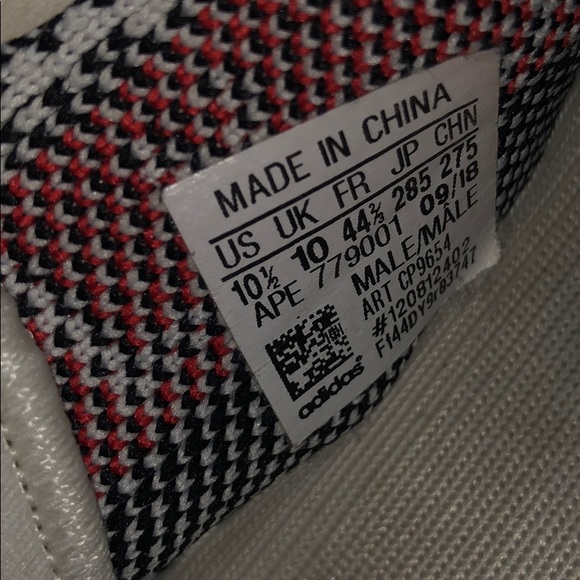 MADE IN CHINA
US UK FR JP CHN
10½ 10 44⅔ 285 275
APE 779001 09/18
MALE/MÂLE
ART CP9654
#120812402
F144DY9r03747
adidas